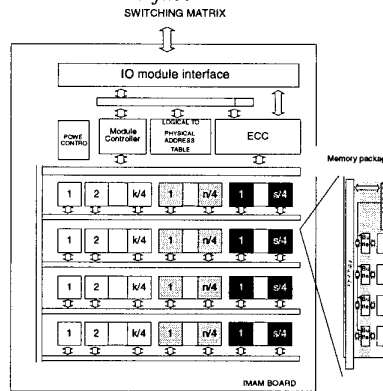 SWITCHING MATRIX
IO module interface
POWE CONTRO
Module Controller
LOGICAL TO PHYSICAL ADDRESS TABLE
ECC
Memory packag
1 2 k/4 1 n/4 1 s/4
1 2 k/4 1 n/4 1 s/4
1 2 k/4 1 n/4 1 s/4
1 2 k/4 1 n/4 1 s/4
IMAM BOARD